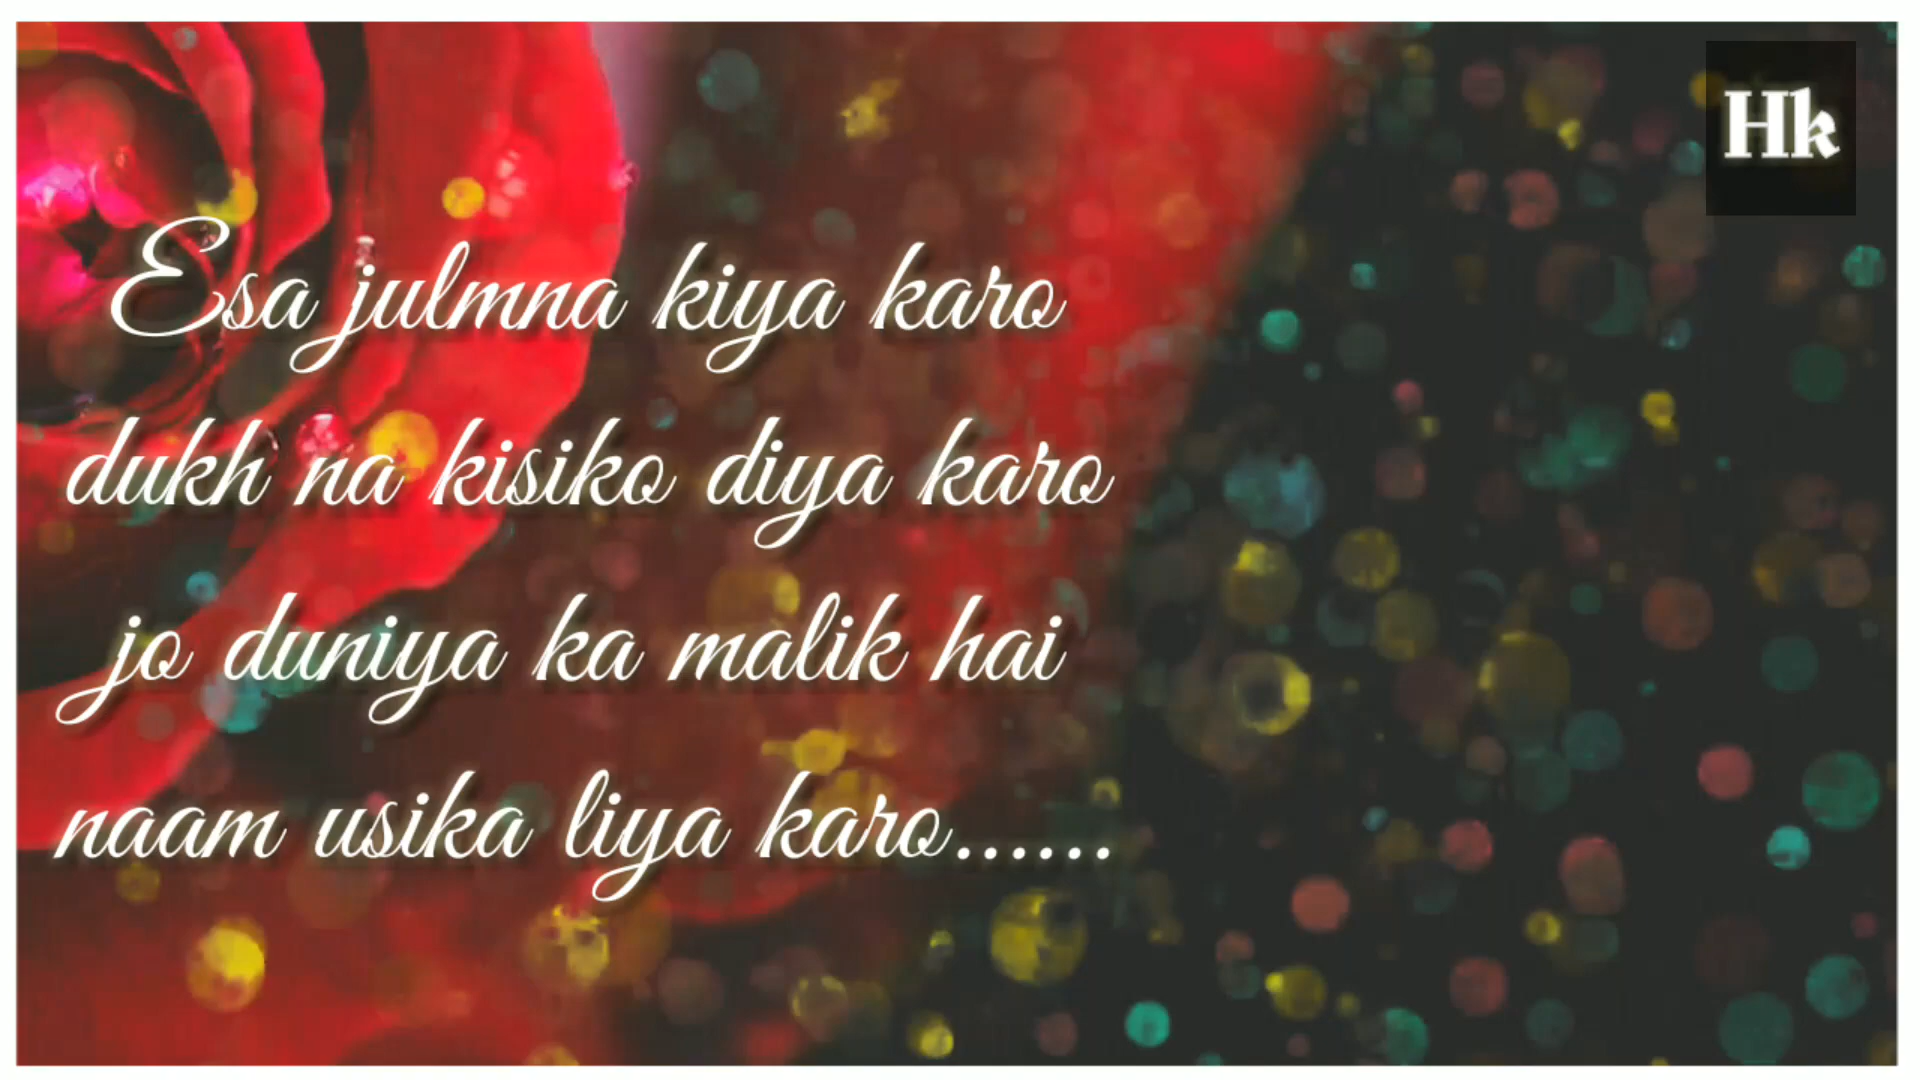 Hk
Esa julmna kiya karo
dukh na kisiko diya karo
jo duniya ka malik hai
naam usika liya karo......